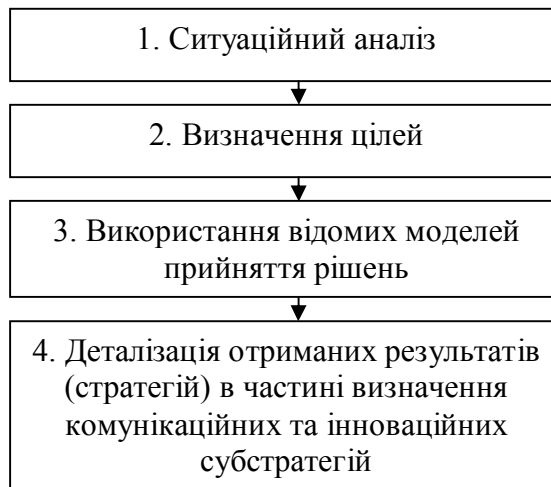 1. Ситуаційний аналіз
2. Визначення цілей
3. Використання відомих моделей
прийняття рішень
4. Деталізація отриманих результатів
(стратегій) в частині визначення
комунікаційних та інноваційних
субстратегій